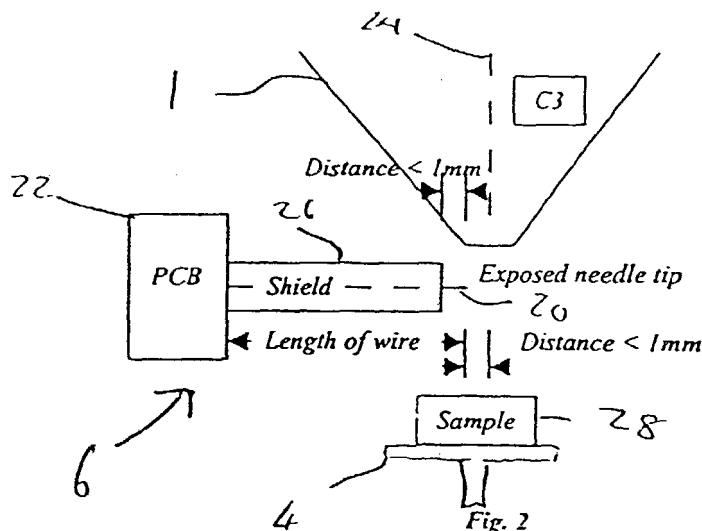 24
1
C3
Distance < 1mm
22
26
PCB
Shield
Exposed needle tip
20
Length of wire
Distance < 1mm
Sample
28
6
4
Fig. 2